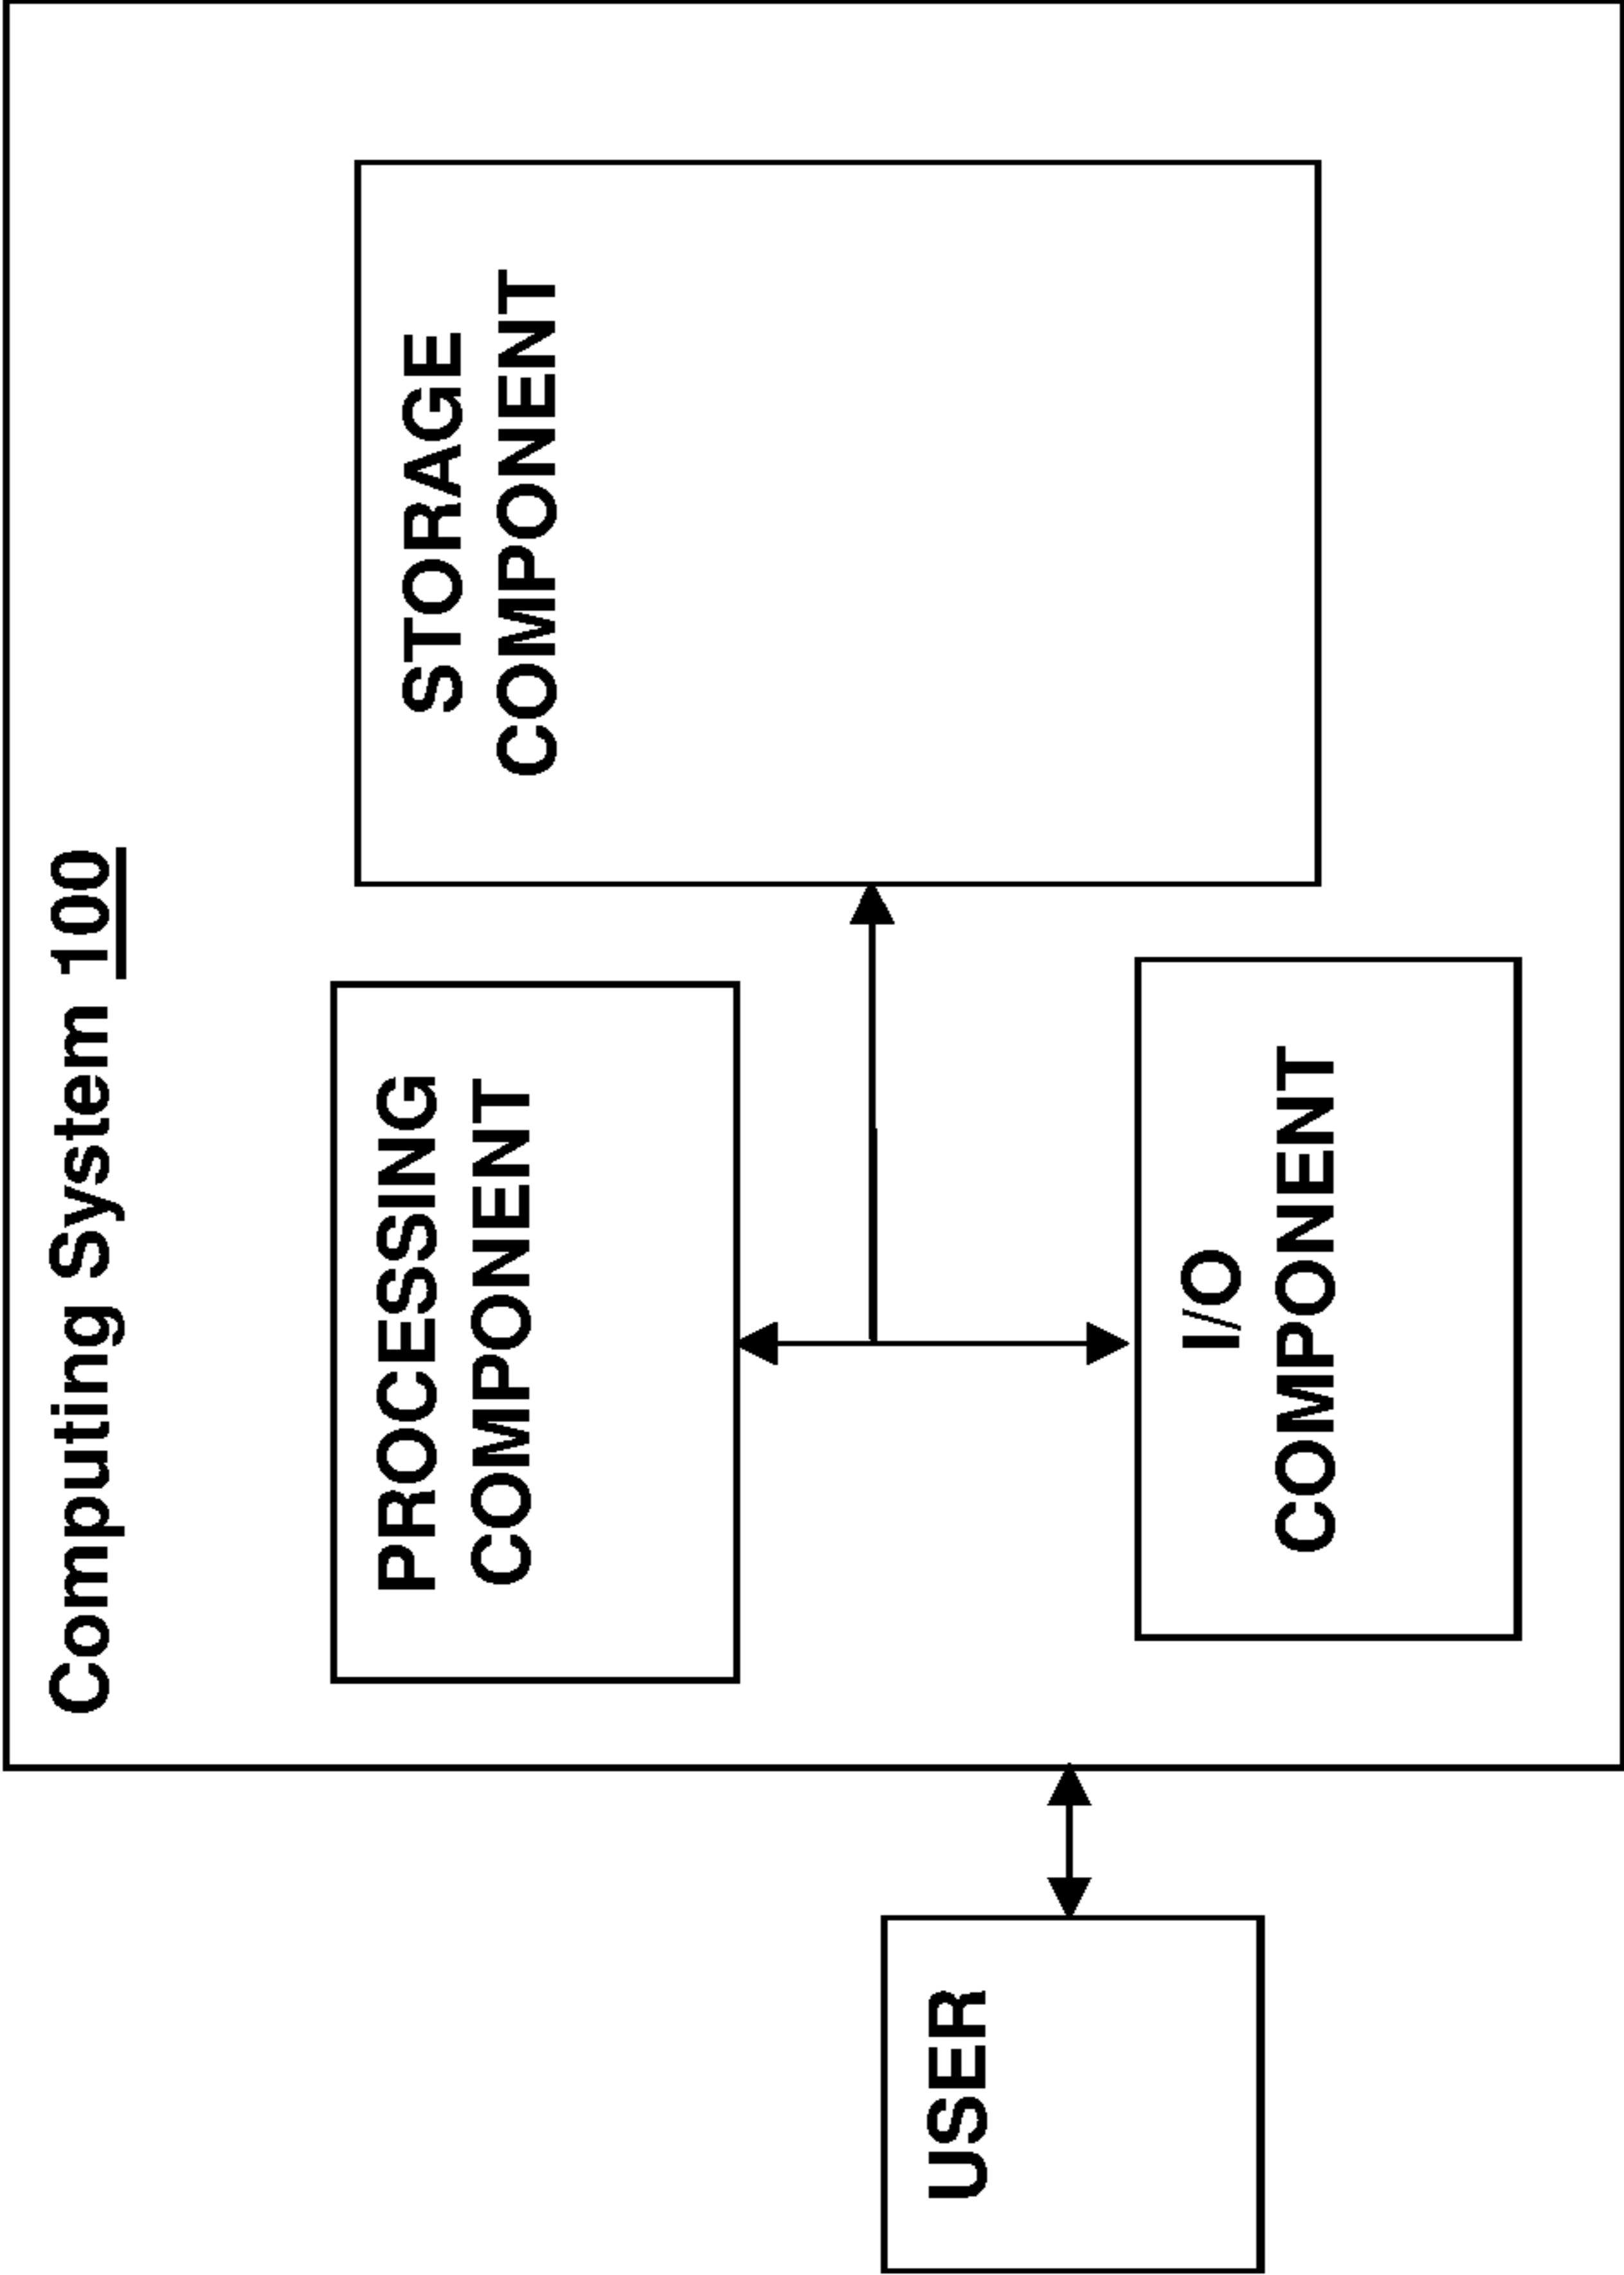 Computing System 100
PROCESSING
COMPONENT
STORAGE
COMPONENT
USER
I/O
COMPONENT